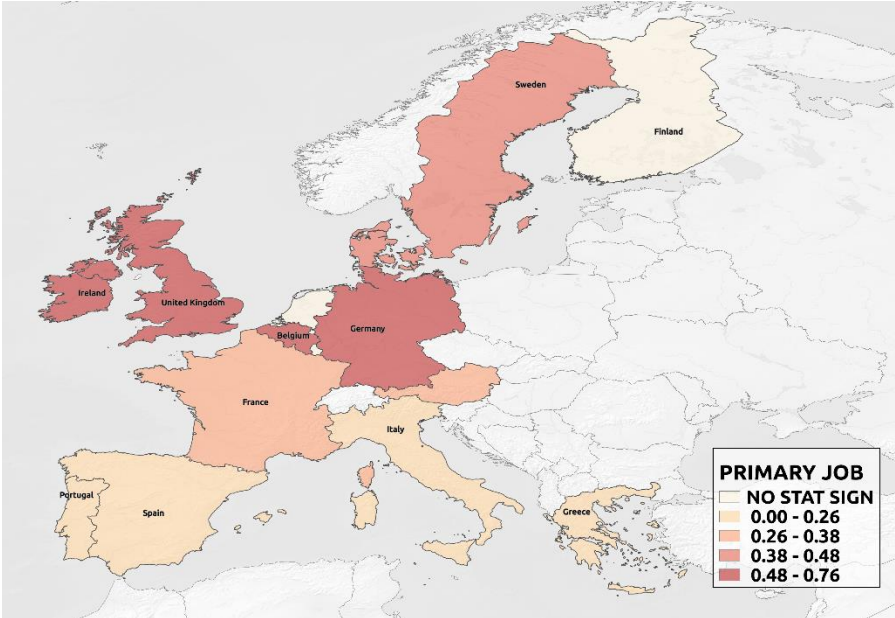 Sweden
Finland
Ireland
United Kingdom
Belgium
Germany
France
Italy
Portugal
Spain
Greece
PRIMARY JOB
NO STAT SIGN
0.00 - 0.26
0.26 - 0.38
0.38 - 0.48
0.48 - 0.76